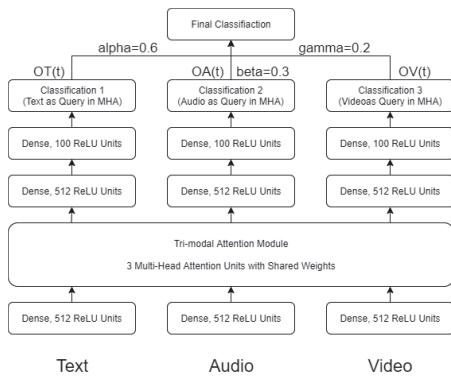 Final Classifiaction
alpha=0.6
gamma=0.2
OT(t)
OA(t)
beta=0.3
OV(t)
Classification 1
(Text as Query in MHA)
Classification 2
(Audio as Query in MHA)
Classification 3
(Videoas Query in MHA)
Dense, 100 ReLU Units
Dense, 100 ReLU Units
Dense, 100 ReLU Units
Dense, 512 ReLU Units
Dense, 512 ReLU Units
Dense, 512 ReLU Units
Tri-modal Attention Module
3 Multi-Head Attention Units with Shared Weights
Dense, 512 ReLU Units
Dense, 512 ReLU Units
Dense, 512 ReLU Units
Text
Audio
Video